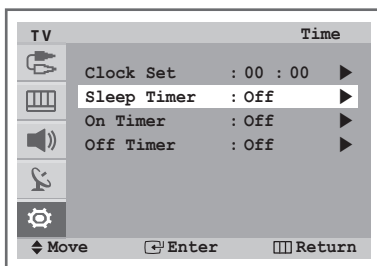 TV Time
Clock Set : 00 : 00
Sleep Timer : Off
On Timer : Off
Off Timer : Off
Move Enter Return